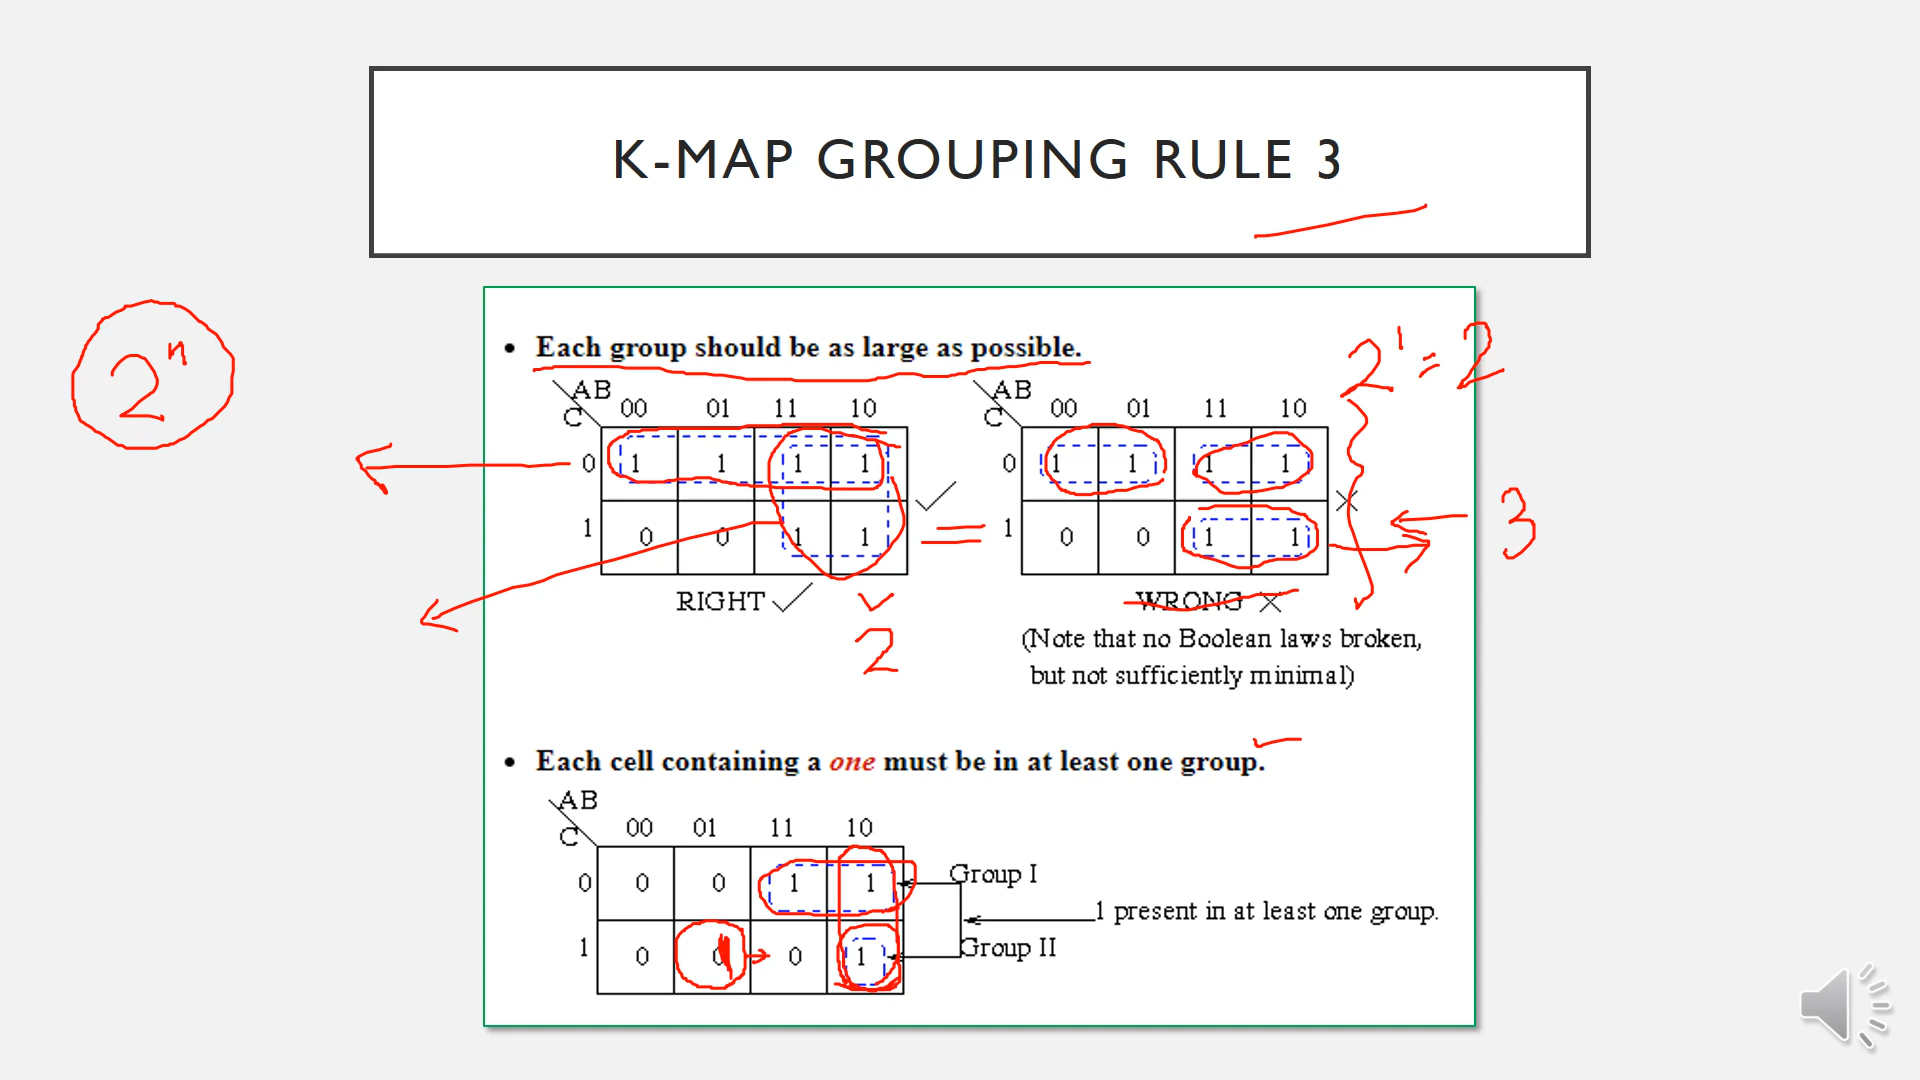 K-MAP GROUPING RULE 3
2ⁿ
• Each group should be as large as possible.
2¹ = 2
AB
C
00 01 11 10
0 1 1 1 1
1 0 0 1 1
RIGHT ✓
2
=
AB
C
00 01 11 10
0 1 1 1 1
1 0 0 1 1
3
WRONG ×
(Note that no Boolean laws broken,
but not sufficiently minimal)
• Each cell containing a one must be in at least one group.
AB
C
00 01 11 10
0 0 0 1 1
1 0 0 0 1
Group I
1 present in at least one group.
Group II